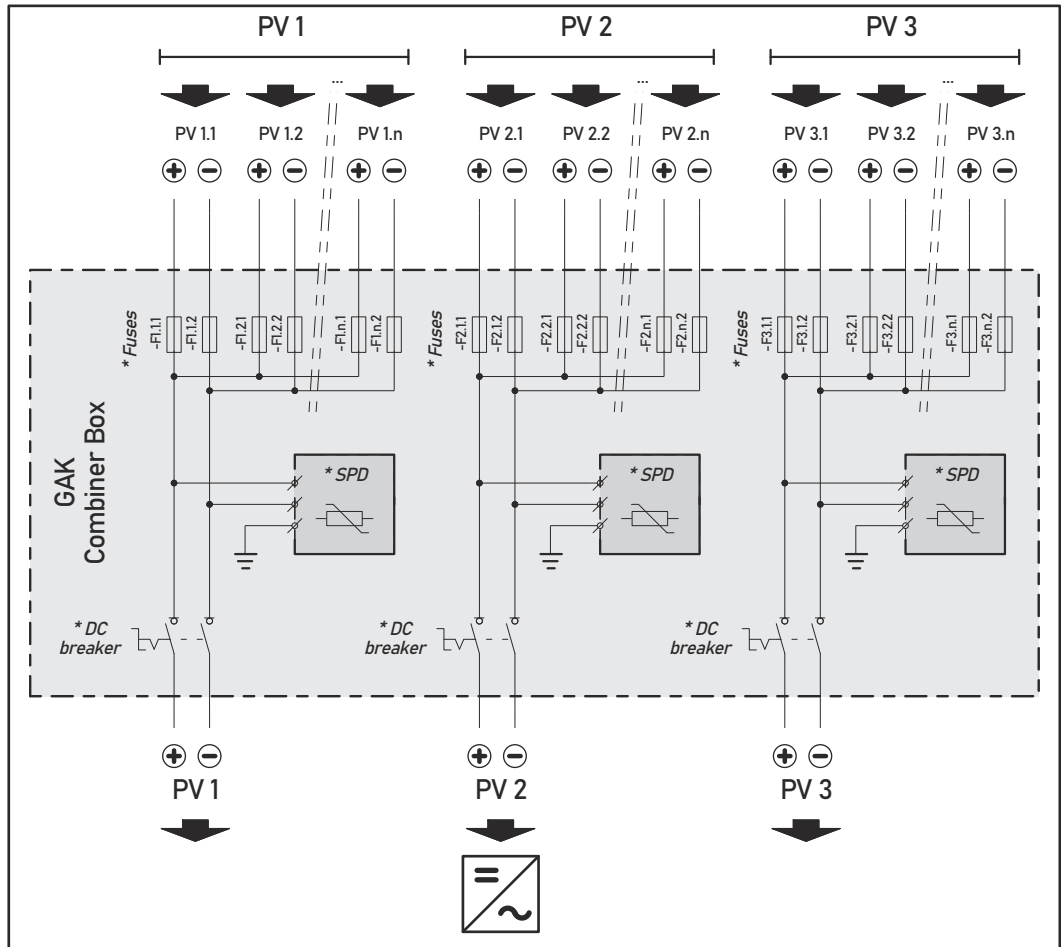 PV 1
PV 2
PV 3
...
...
...
PV 1.1
PV 1.2
PV 1.n
PV 2.1
PV 2.2
PV 2.n
PV 3.1
PV 3.2
PV 3.n
* Fuses
-F1.1.1
-F1.1.2
-F1.2.1
-F1.2.2
-F1.n.1
-F1.n.2
* Fuses
-F2.1.1
-F2.1.2
-F2.2.1
-F2.2.2
-F2.n.1
-F2.n.2
* Fuses
-F3.1.1
-F3.1.2
-F3.2.1
-F3.2.2
-F3.n.1
-F3.n.2
GAK
Combiner Box
* SPD
* SPD
* SPD
* DC
breaker
* DC
breaker
* DC
breaker
PV 1
PV 2
PV 3